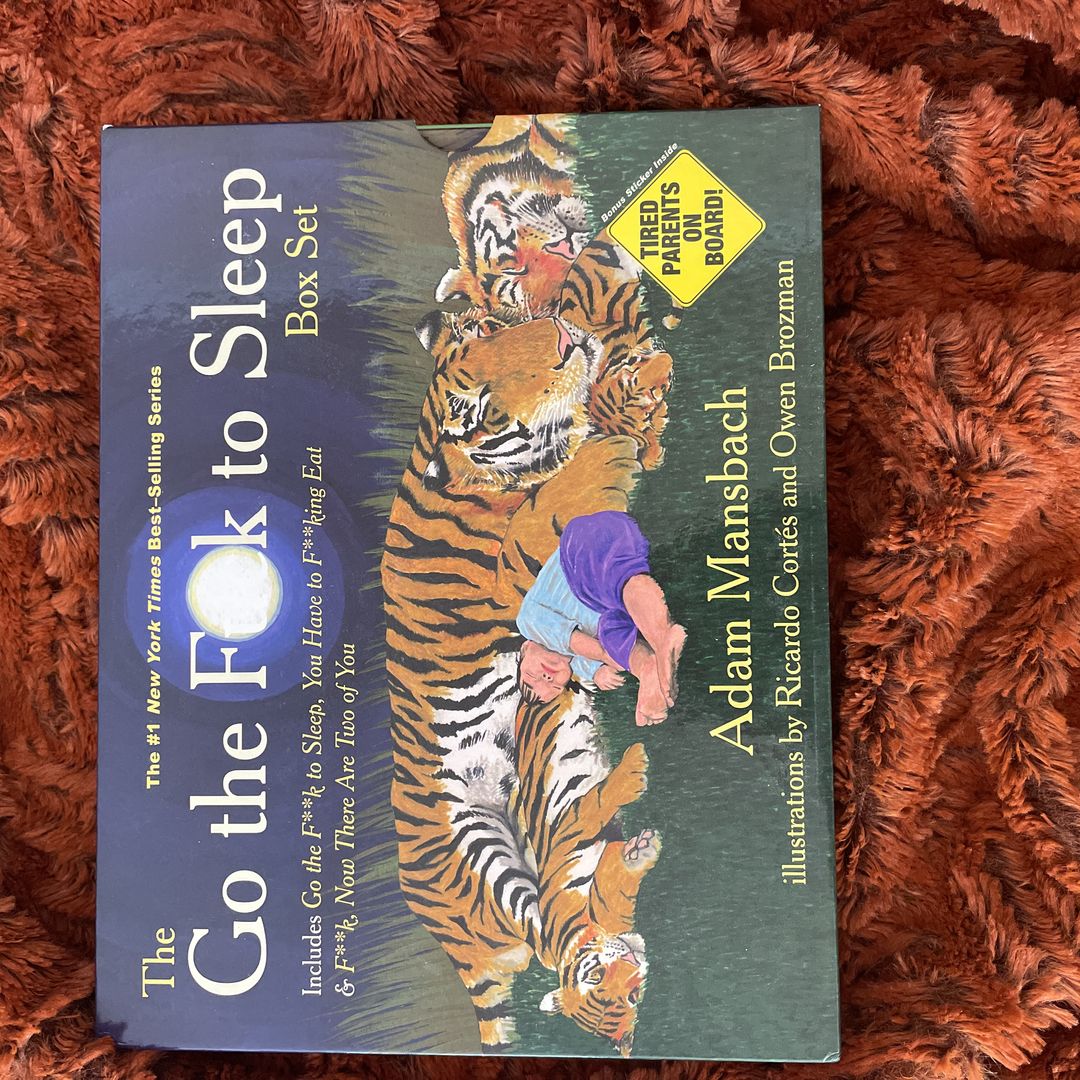 The #1 New York Times Best-Selling Series
The
Go the F k to Sleep
Box Set
Includes Go the F**k to Sleep, You Have to F**king Eat
& F**k, Now There Are Two of You
Bonus Sticker Inside
TIRED
PARENTS
ON
BOARD!
Adam Mansbach
illustrations by Ricardo Cortés and Owen Brozman